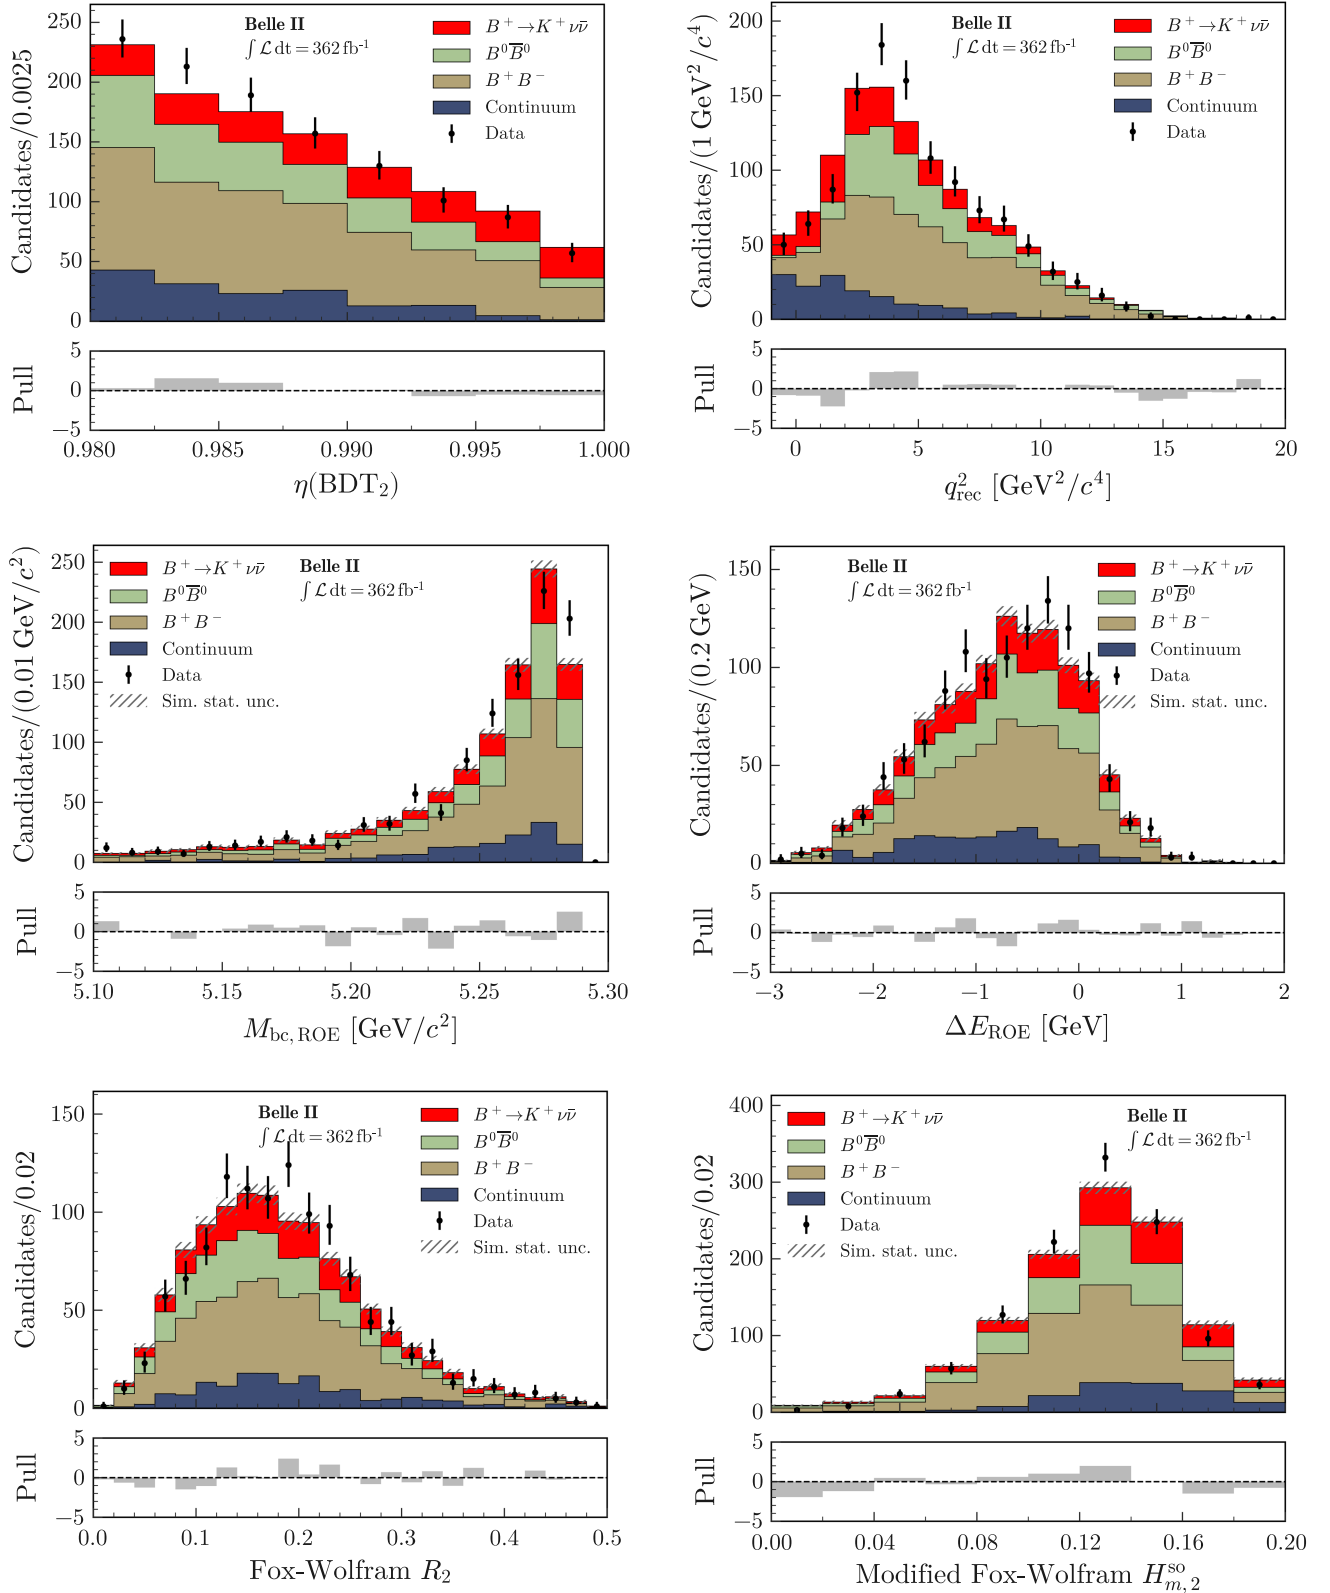 Belle II
∫ℒ dt = 362 fb⁻¹
B⁺→K⁺νν̄
B⁰B̄⁰
B⁺B⁻
Continuum
Data
Candidates/0.0025
250
200
150
100
50
0
Pull
5
0
−5
0.980 0.985 0.990 0.995 1.000
η(BDT₂)
Belle II
∫ℒ dt = 362 fb⁻¹
B⁺→K⁺νν̄
B⁰B̄⁰
B⁺B⁻
Continuum
Data
Candidates/(1 GeV²/c⁴)
200
150
100
50
0
Pull
5
0
−5
0 5 10 15 20
q²rec [GeV²/c⁴]
Belle II
∫ℒ dt = 362 fb⁻¹
B⁺→K⁺νν̄
B⁰B̄⁰
B⁺B⁻
Continuum
Data
Sim. stat. unc.
Candidates/(0.01 GeV/c²)
250
200
150
100
50
0
Pull
5
0
−5
5.10 5.15 5.20 5.25 5.30
M bc, ROE [GeV/c²]
Belle II
∫ℒ dt = 362 fb⁻¹
B⁺→K⁺νν̄
B⁰B̄⁰
B⁺B⁻
Continuum
Data
Sim. stat. unc.
Candidates/(0.2 GeV)
150
100
50
0
Pull
5
0
−5
−3 −2 −1 0 1 2
ΔE ROE [GeV]
Belle II
∫ℒ dt = 362 fb⁻¹
B⁺→K⁺νν̄
B⁰B̄⁰
B⁺B⁻
Continuum
Data
Sim. stat. unc.
Candidates/0.02
150
100
50
0
Pull
5
0
−5
0.0 0.1 0.2 0.3 0.4 0.5
Fox-Wolfram R₂
Belle II
∫ℒ dt = 362 fb⁻¹
B⁺→K⁺νν̄
B⁰B̄⁰
B⁺B⁻
Continuum
Data
Sim. stat. unc.
Candidates/0.02
400
300
200
100
0
Pull
5
0
−5
0.00 0.04 0.08 0.12 0.16 0.20
Modified Fox-Wolfram H^so_m,2